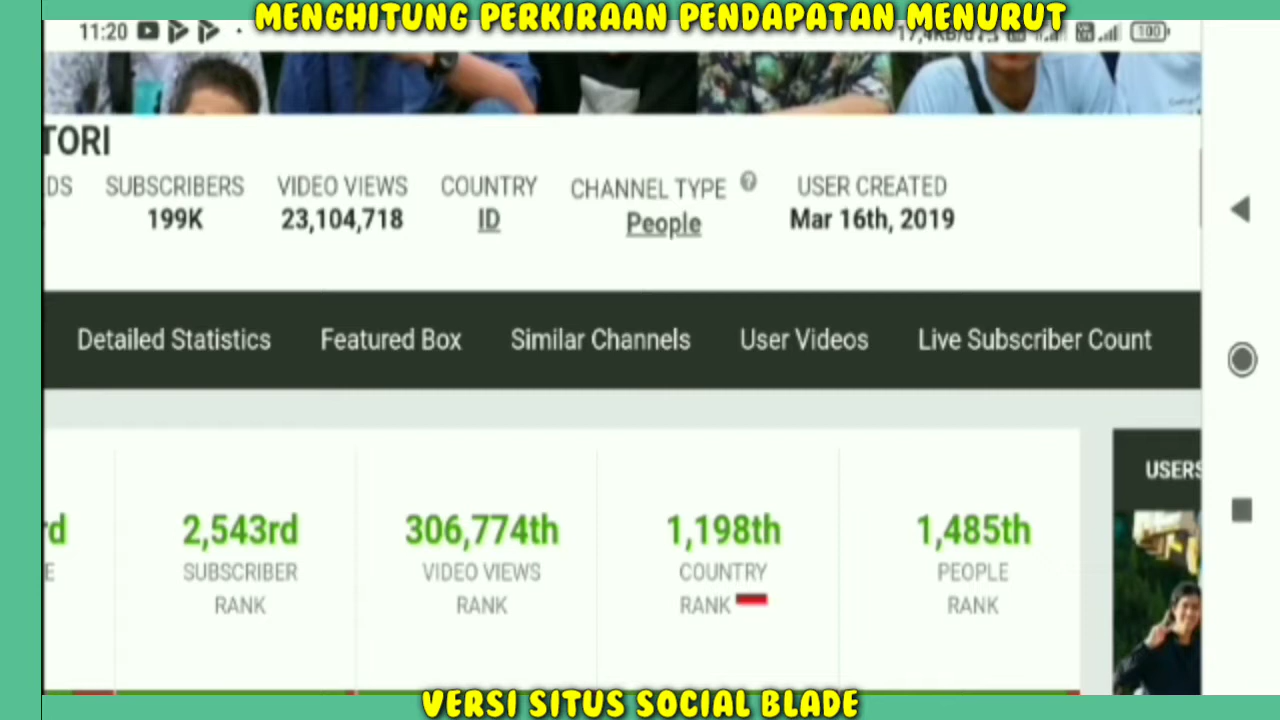 MENGHITUNG PERKIRAAN PENDAPATAN MENURUT
11:20
100
TORI
DS SUBSCRIBERS VIDEO VIEWS COUNTRY CHANNEL TYPE USER CREATED
199K 23,104,718 ID People Mar 16th, 2019
Detailed Statistics Featured Box Similar Channels User Videos Live Subscriber Count
USERS
rd 2,543rd 306,774th 1,198th 1,485th
E SUBSCRIBER VIDEO VIEWS COUNTRY PEOPLE
RANK RANK RANK RANK
VERSI SITUS SOCIAL BLADE